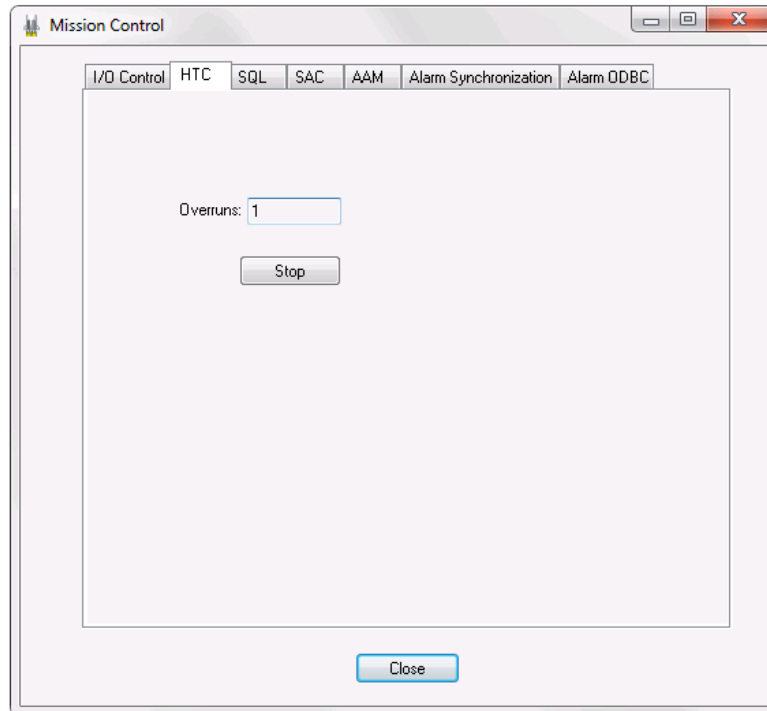 Mission Control
I/O Control HTC SQL SAC AAM Alarm Synchronization Alarm ODBC
Overruns: 1
Stop
Close